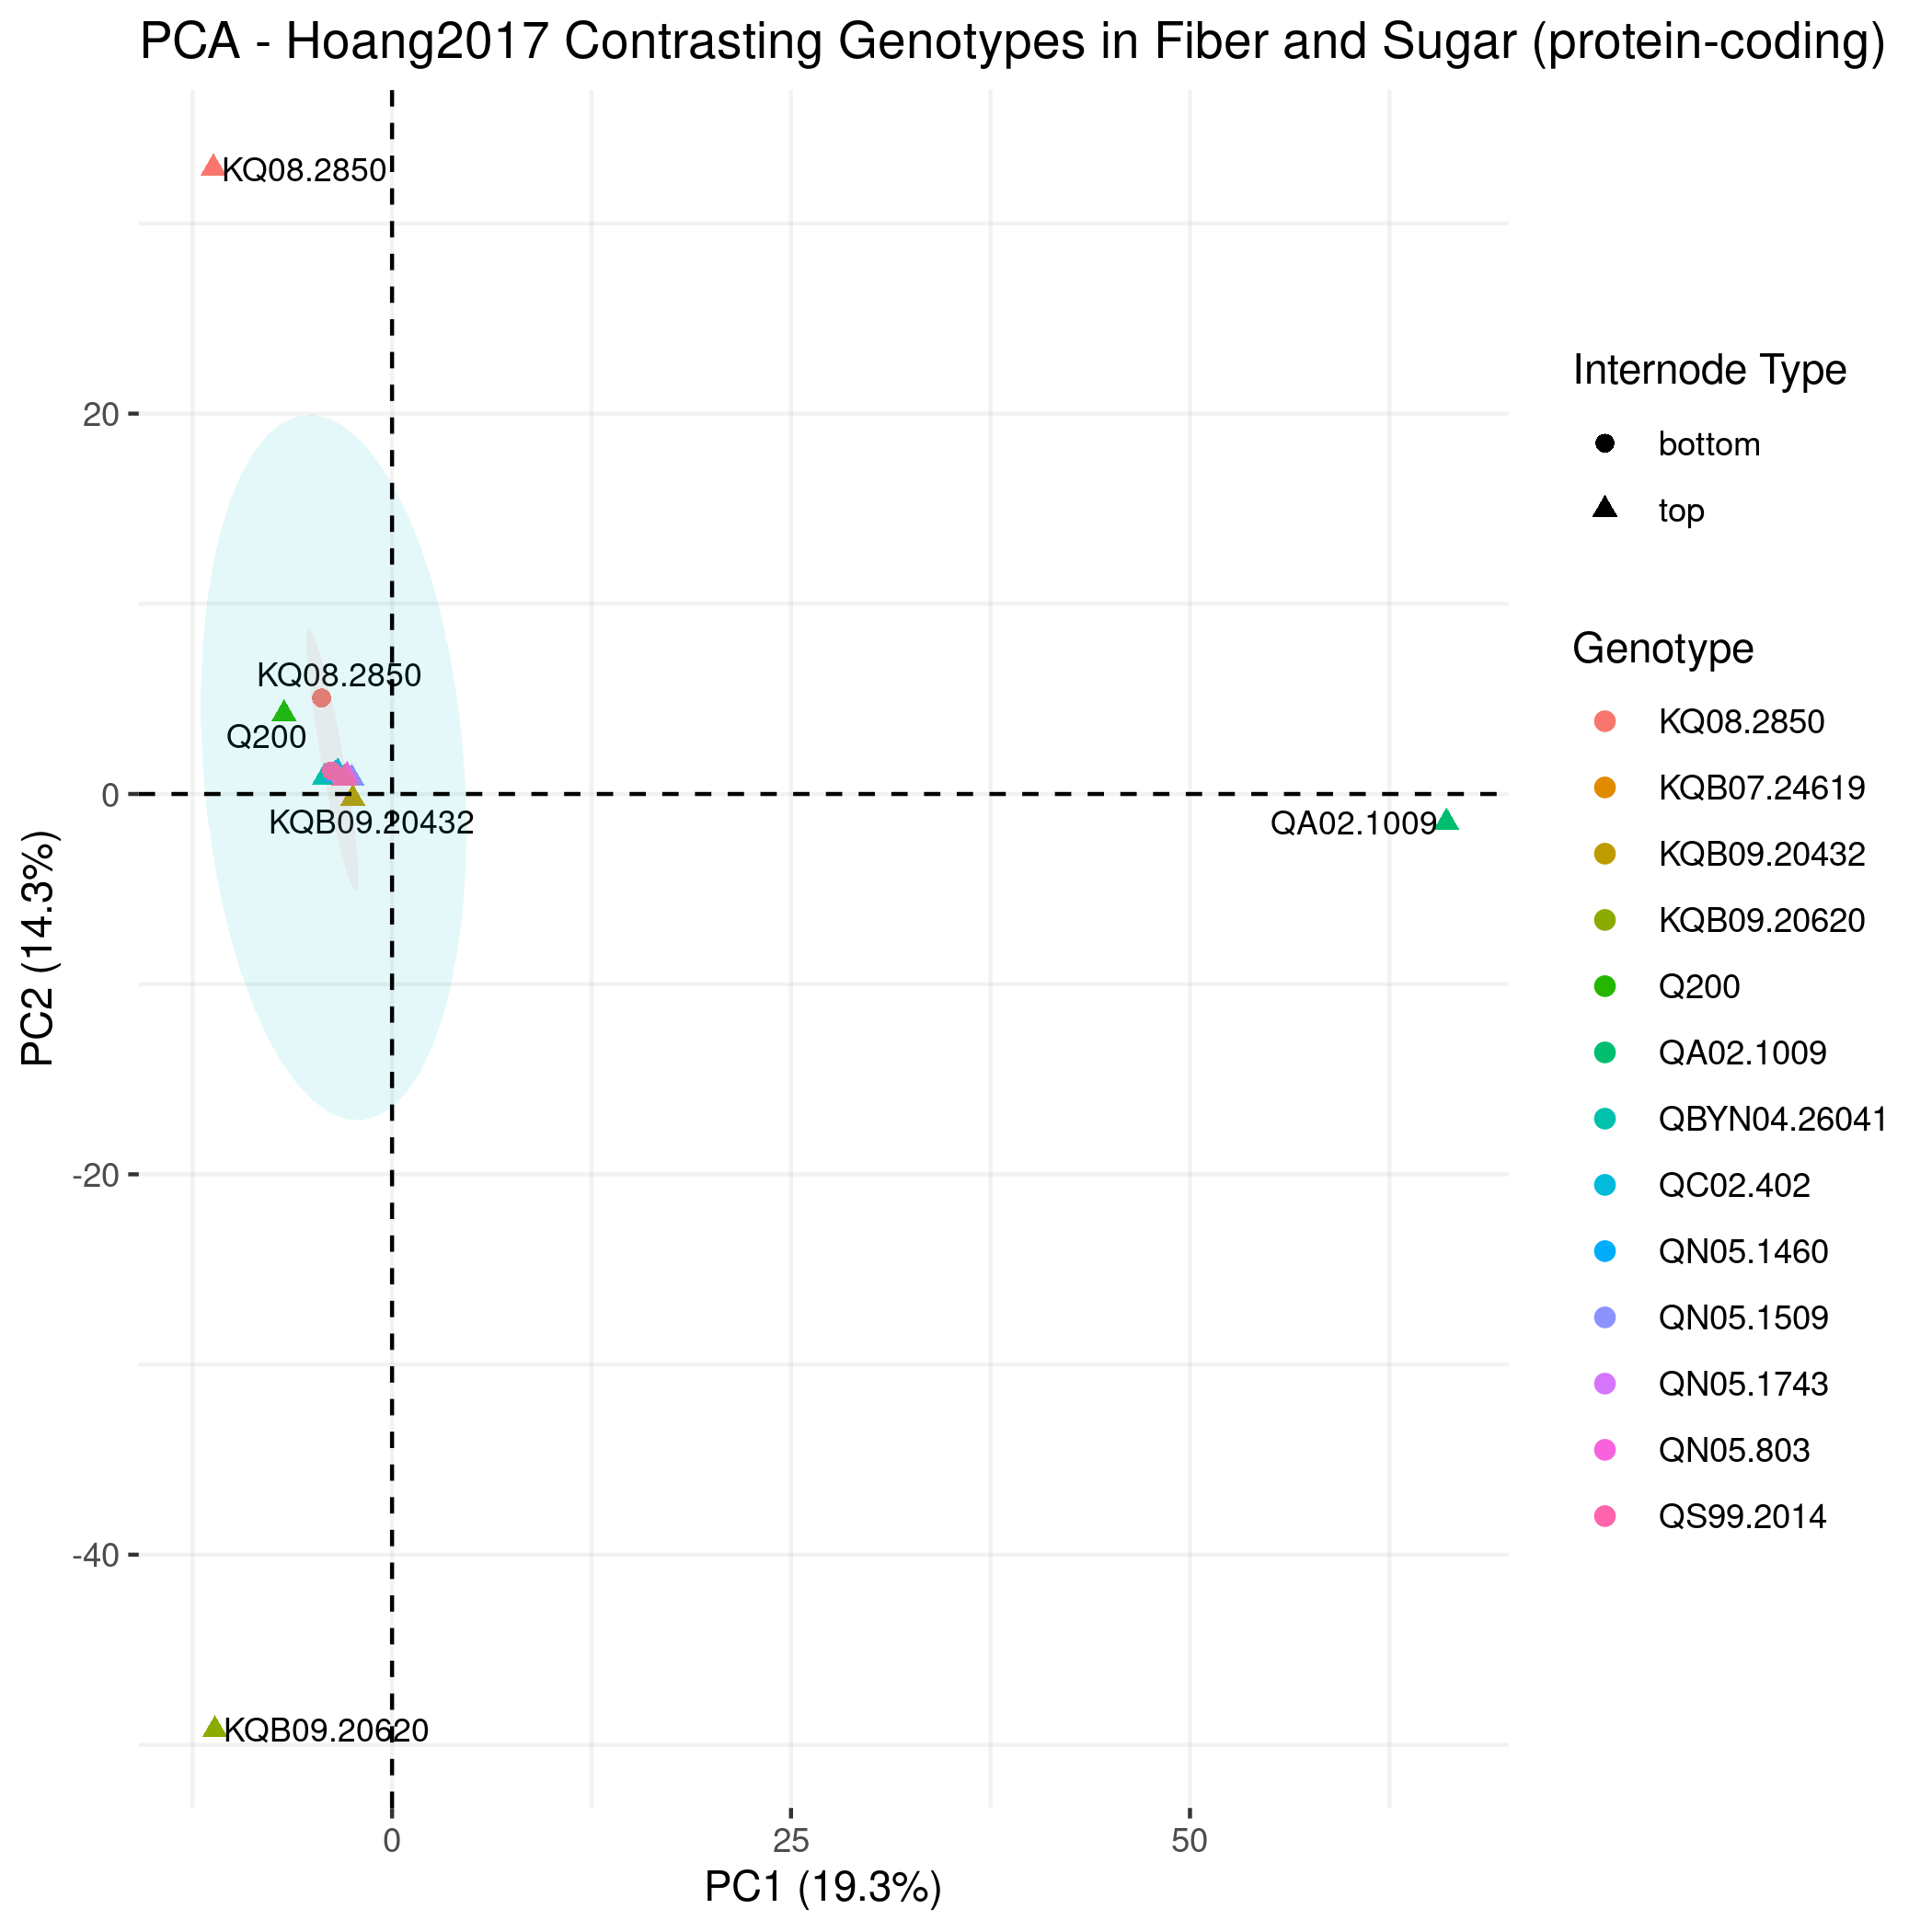 PCA - Hoang2017 Contrasting Genotypes in Fiber and Sugar (protein-coding)
KQ08.2850
20
KQ08.2850
Q200
0
KQB09.20432
QA02.1009
-20
-40
KQB09.20620
0
25
50
PC1 (19.3%)
PC2 (14.3%)
Internode Type
bottom
top
Genotype
KQ08.2850
KQB07.24619
KQB09.20432
KQB09.20620
Q200
QA02.1009
QBYN04.26041
QC02.402
QN05.1460
QN05.1509
QN05.1743
QN05.803
QS99.2014